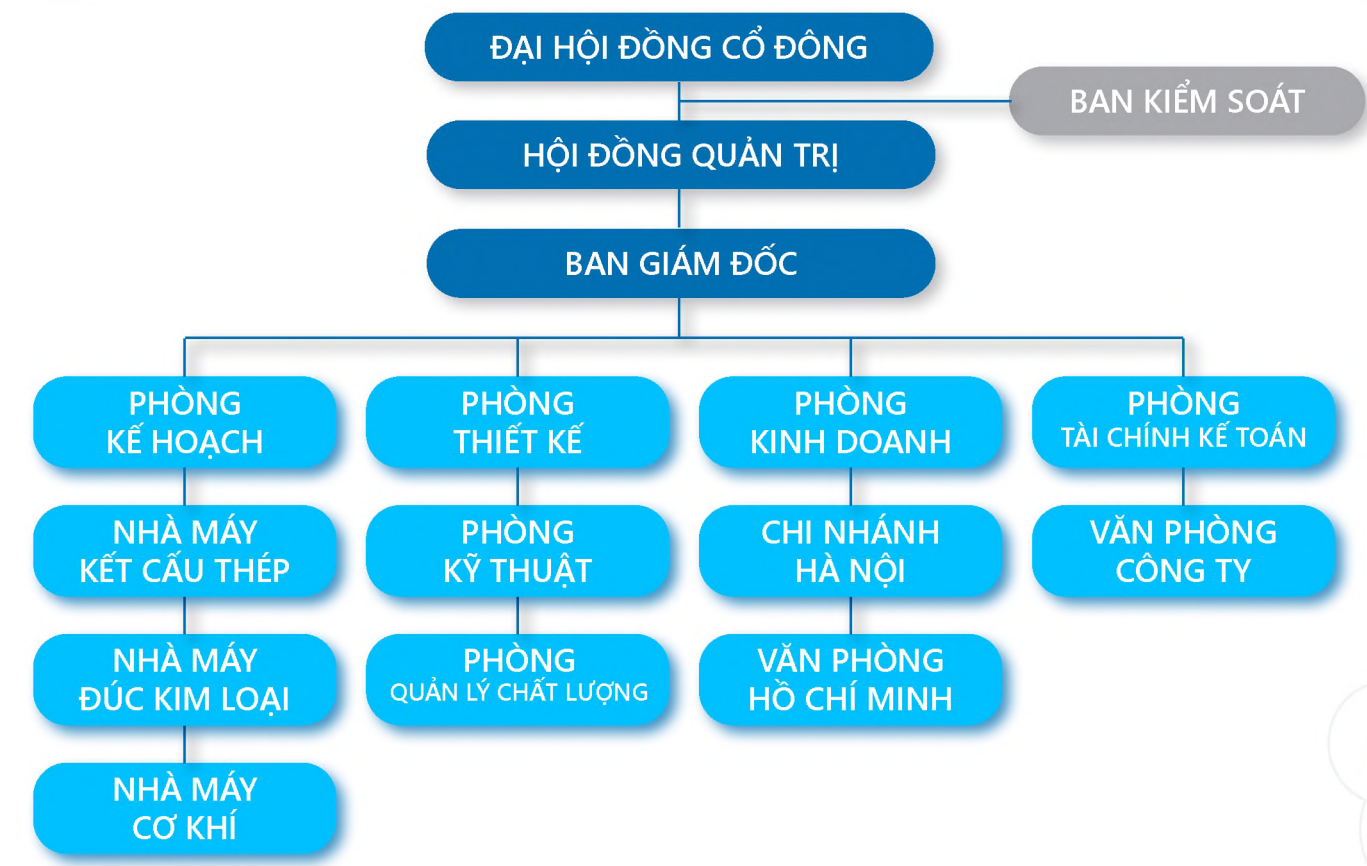 ĐẠI HỘI ĐỒNG CỔ ĐÔNG
BAN KIỂM SOÁT
HỘI ĐỒNG QUẢN TRỊ
BAN GIÁM ĐỐC
PHÒNG
KẾ HOẠCH
PHÒNG
THIẾT KẾ
PHÒNG
KINH DOANH
PHÒNG
TÀI CHÍNH KẾ TOÁN
NHÀ MÁY
KẾT CẤU THÉP
PHÒNG
KỸ THUẬT
CHI NHÁNH
HÀ NỘI
VĂN PHÒNG
CÔNG TY
NHÀ MÁY
ĐÚC KIM LOẠI
PHÒNG
QUẢN LÝ CHẤT LƯỢNG
VĂN PHÒNG
HỒ CHÍ MINH
NHÀ MÁY
CƠ KHÍ